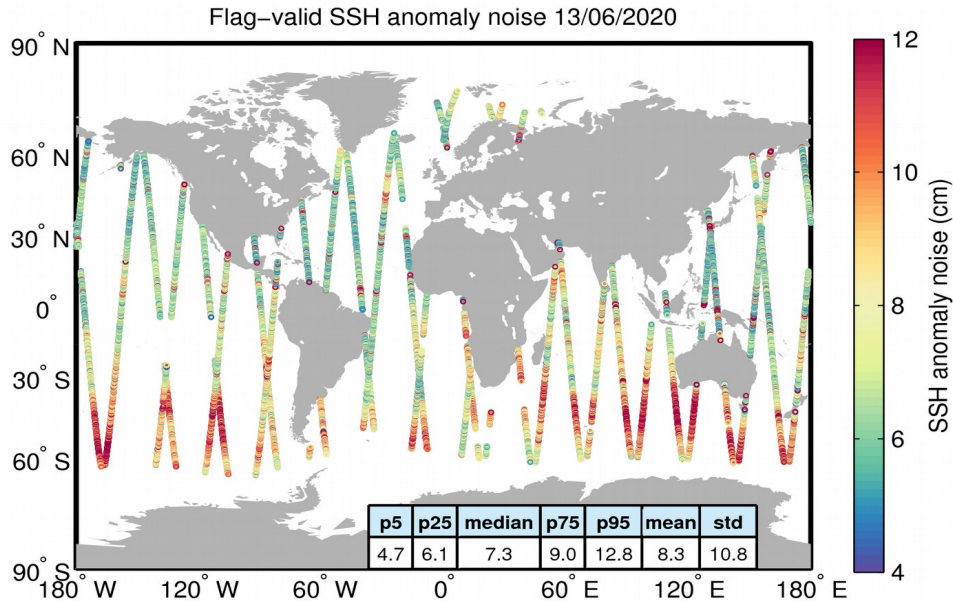 Flag−valid SSH anomaly noise 13/06/2020
90° N
60° N
30° N
0°
30° S
60° S
90° S
180° W 120° W 60° W 0° 60° E 120° E 180° E
p5 p25 median p75 p95 mean std
4.7 6.1 7.3 9.0 12.8 8.3 10.8
12
10
8
6
4
SSH anomaly noise (cm)